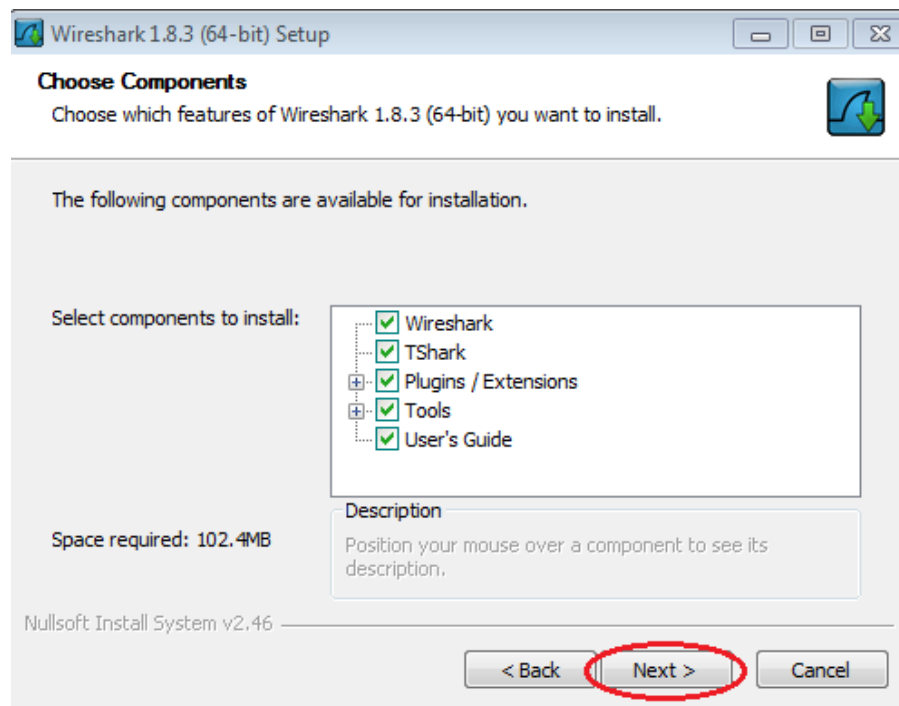 Wireshark 1.8.3 (64-bit) Setup
Choose Components
Choose which features of Wireshark 1.8.3 (64-bit) you want to install.
The following components are available for installation.
Select components to install:
Wireshark
TShark
Plugins / Extensions
Tools
User's Guide
Space required: 102.4MB
Description
Position your mouse over a component to see its
description.
Nullsoft Install System v2.46
< Back
Next >
Cancel